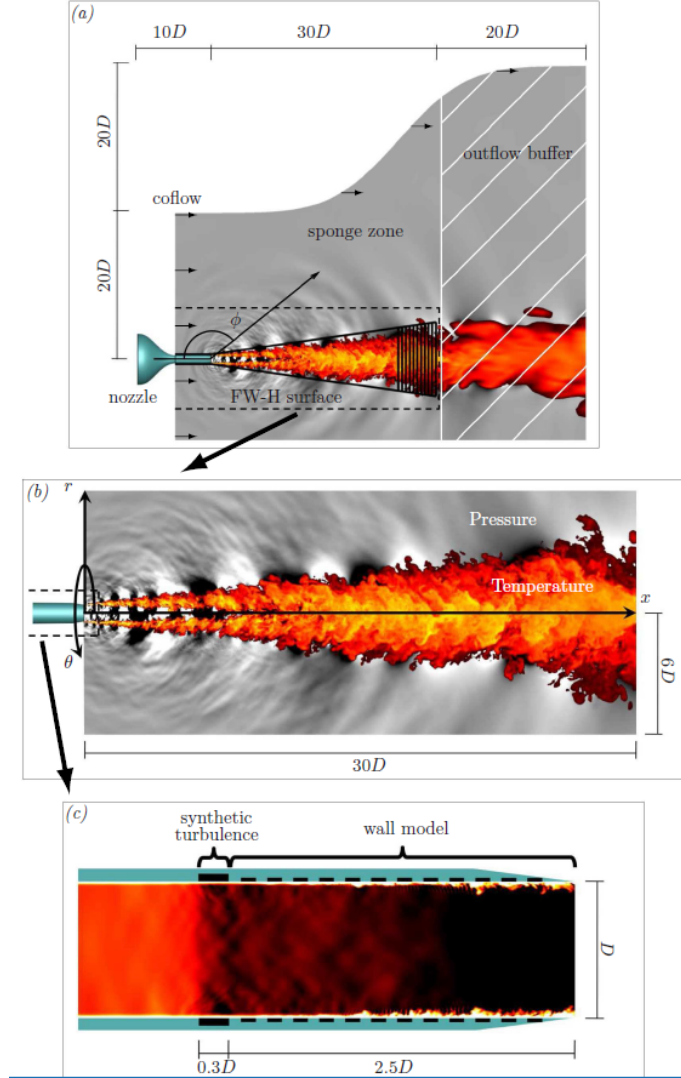 (a)
10D
30D
20D
20D
20D
outflow buffer
coflow
sponge zone
ϕ
nozzle
FW-H surface
(b)
r
Pressure
Temperature
x
θ
6D
30D
(c)
synthetic
turbulence
wall model
D
0.3D
2.5D